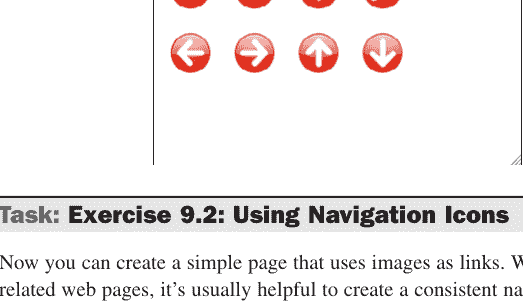 Task: Exercise 9.2: Using Navigation Icons
Now you can create a simple page that uses images as links.
related web pages, it’s usually helpful to create a consistent